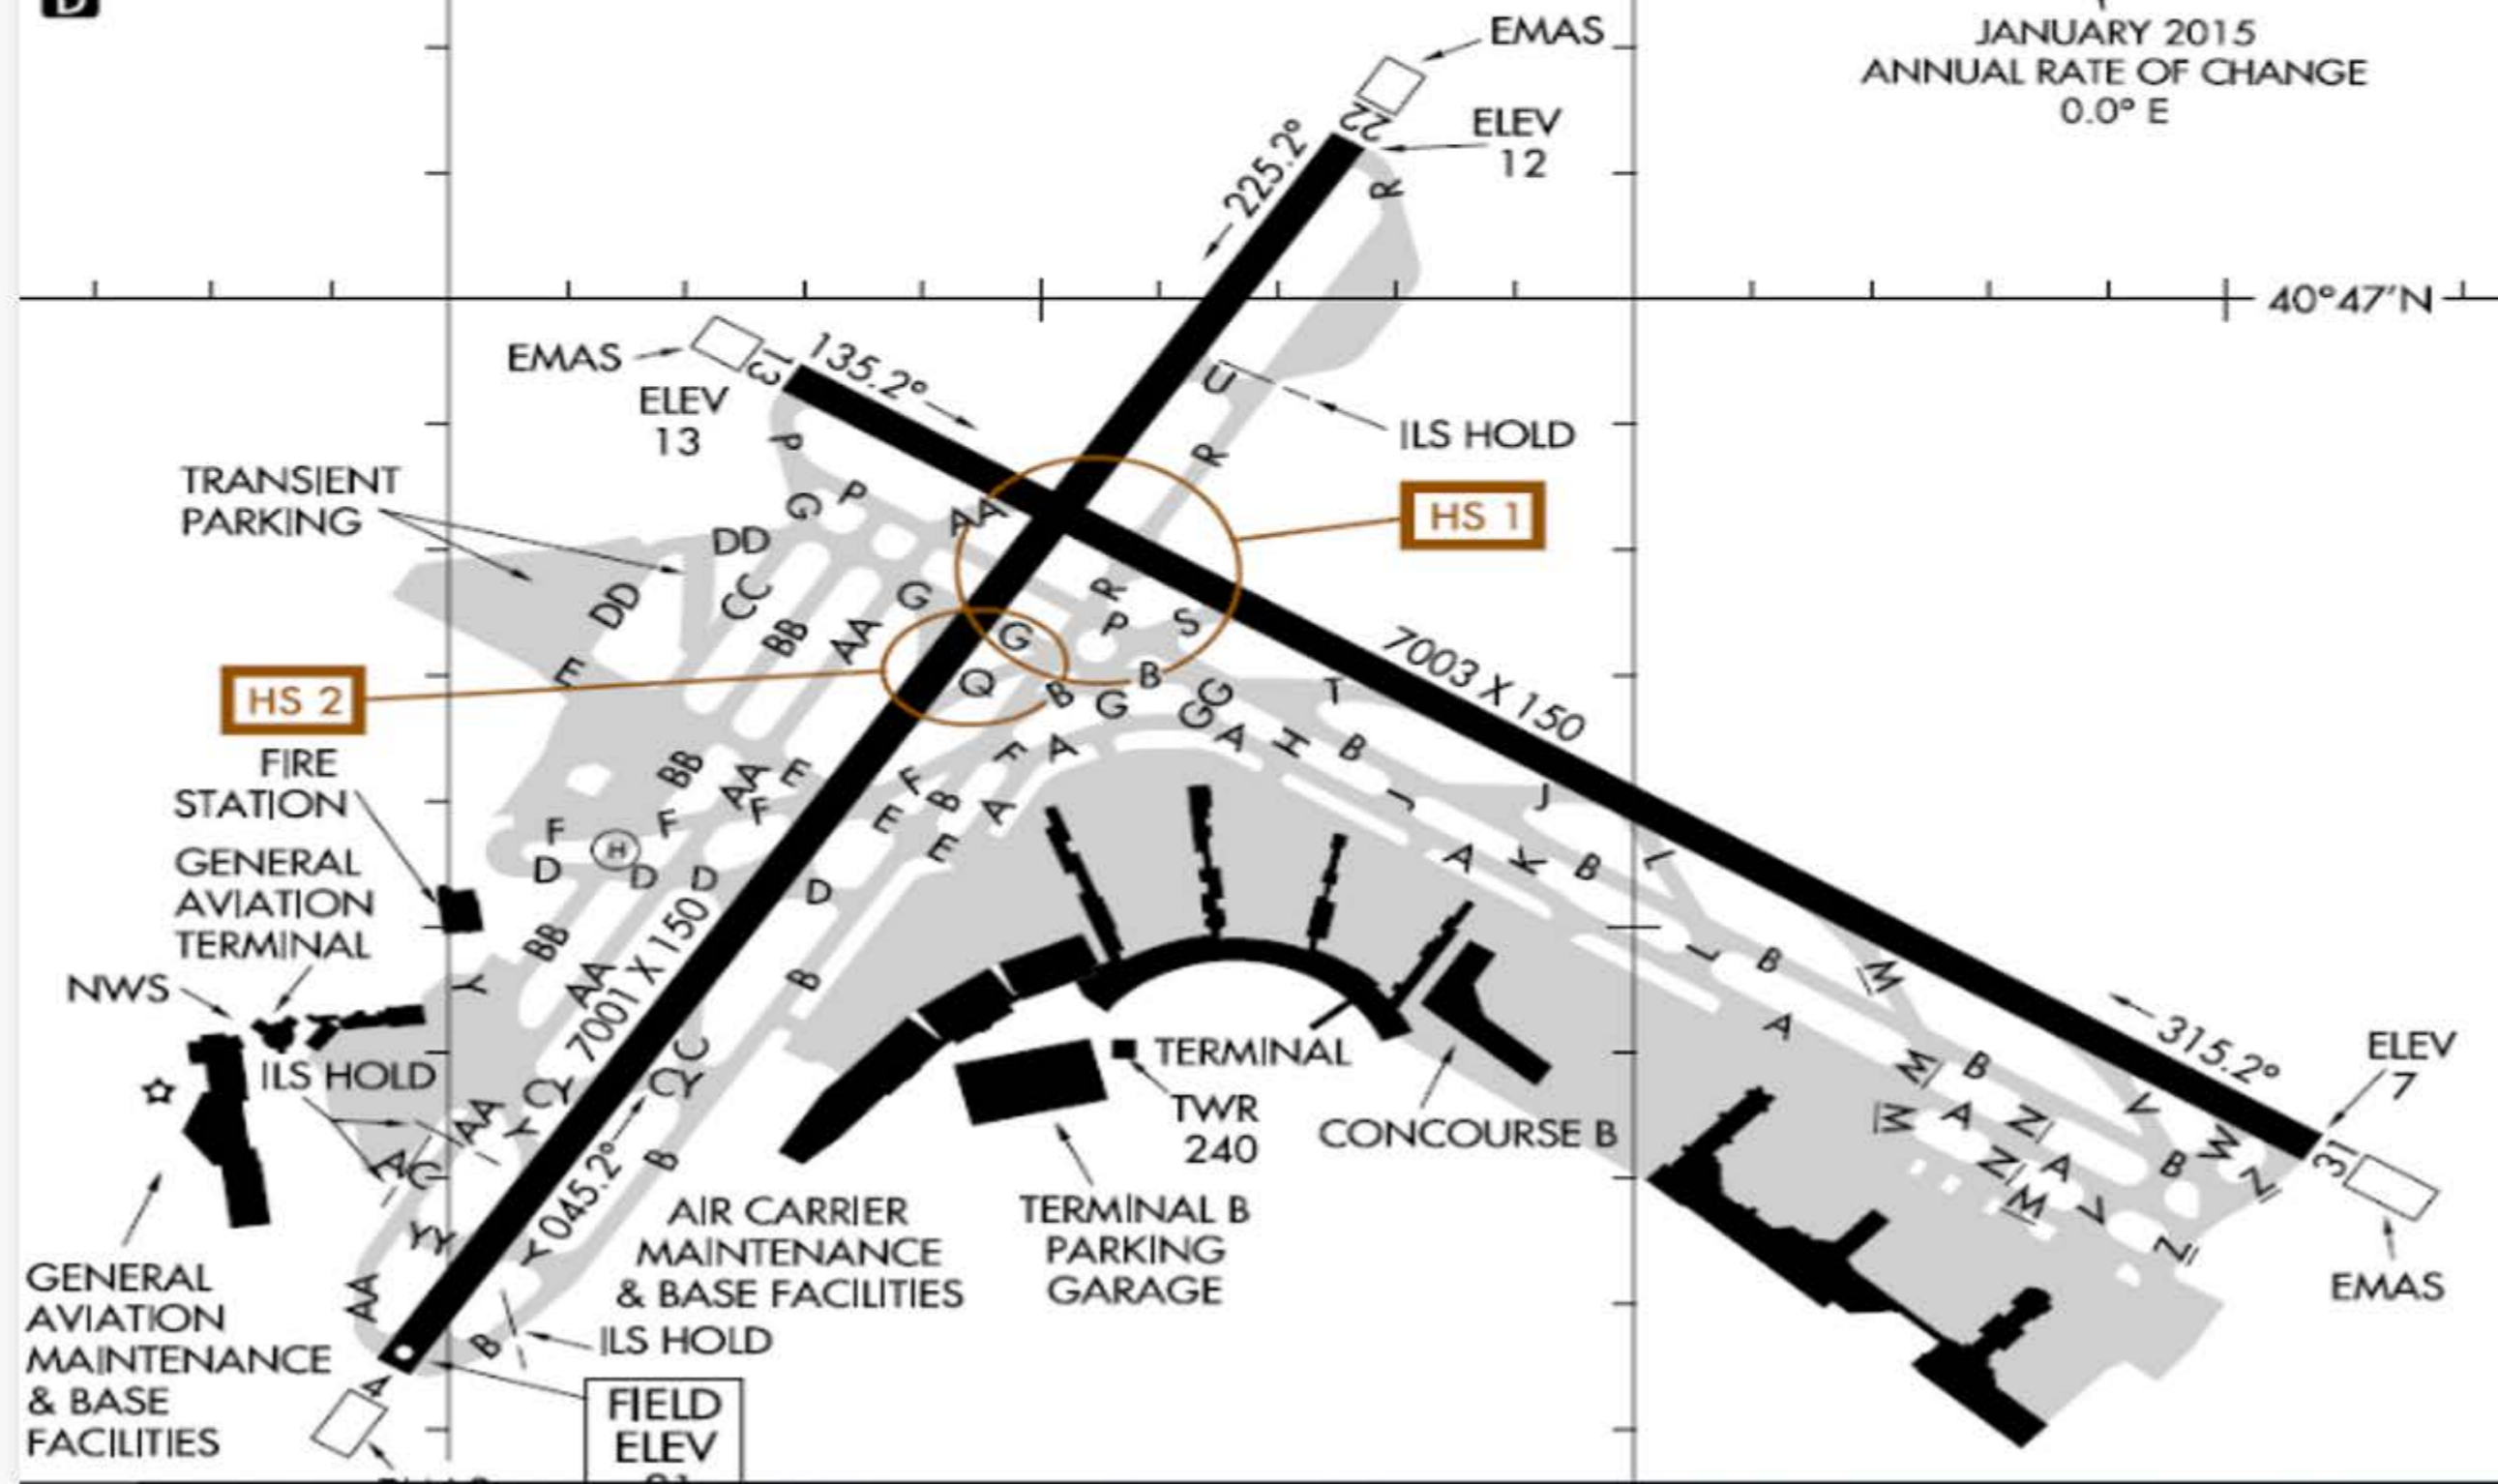 D
EMAS
JANUARY 2015
ANNUAL RATE OF CHANGE
0.0° E
22
ELEV
12
225.2°
R
40°47'N
EMAS
13
135.2°
ELEV
13
U
ILS HOLD
P
R
TRANSIENT
PARKING
G
P
AA
HS 1
DD
DD
CC
BB
AA
G
R
P
S
G
7003 X 150
E
HS 2
Q
B
B
G
G
G
T
FIRE
STATION
BB
AA
E
F
A
A
H
B
F
F
F
F
B
E
A
J
J
GENERAL
AVIATION
TERMINAL
D
H
D
D
D
E
A
K
B
L
BB
AA
7001 X 150
B
L
B
M
NWS
Y
A
315.2°
ELEV
7
ILS HOLD
CY
C
TERMINAL
TWR
240
CONCOURSE B
M
B
AA
Y
B
M
A
N
V
W
AC
N
A
B
N
31
YY
Y
045.2°
M
V
N
AIR CARRIER
MAINTENANCE
& BASE FACILITIES
TERMINAL B
PARKING
GARAGE
EMAS
GENERAL
AVIATION
MAINTENANCE
& BASE
FACILITIES
AA
B
ILS HOLD
4
FIELD
ELEV